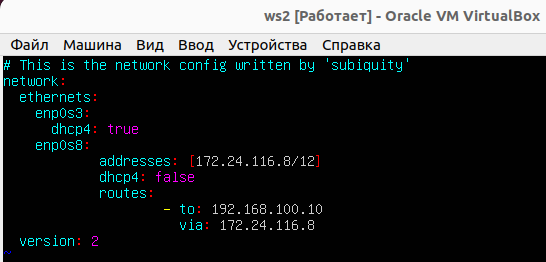 ws2 [Работает] - Oracle VM VirtualBox
Файл Машина Вид Ввод Устройства Справка
# This is the network config written by 'subiquity'
network:
  ethernets:
    enp0s3:
      dhcp4: true
    enp0s8:
            addresses: [172.24.116.8/12]
            dhcp4: false
            routes:
                    - to: 192.168.100.10
                      via: 172.24.116.8
  version: 2
~